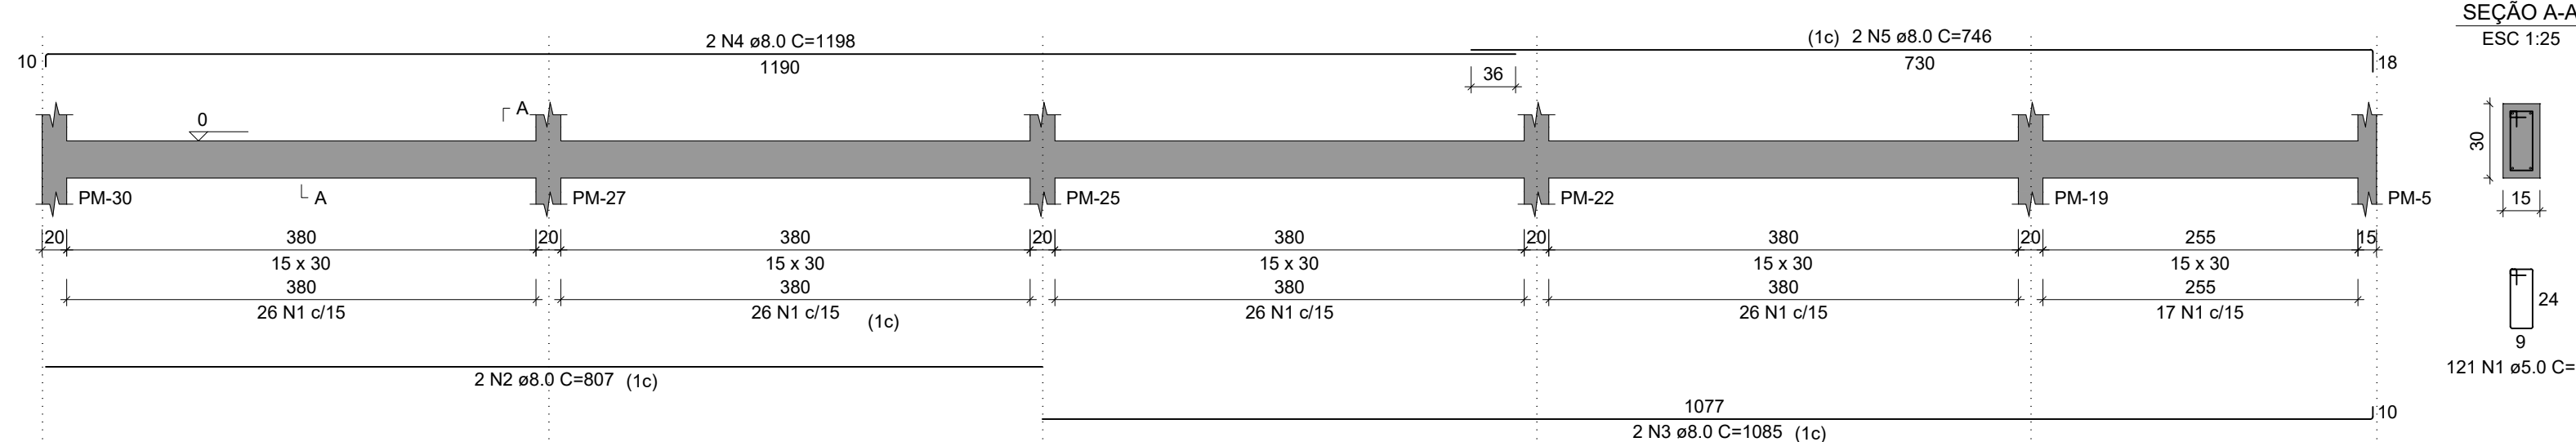 SEÇÃO A-A
ESC 1:25
2 N4 ø8.0 C=1198
(1c) 2 N5 ø8.0 C=746
10
1190
730
18
36
A
0
30
A
PM-30
PM-27
PM-25
PM-22
PM-19
PM-5
15
20 380 20 380 20 380 20 380 20 255 15
15 x 30 15 x 30 15 x 30 15 x 30 15 x 30
380 380 380 380 255
26 N1 c/15 26 N1 c/15 (1c) 26 N1 c/15 26 N1 c/15 17 N1 c/15
24
9
121 N1 ø5.0 C=
2 N2 ø8.0 C=807 (1c)
1077
10
2 N3 ø8.0 C=1085 (1c)